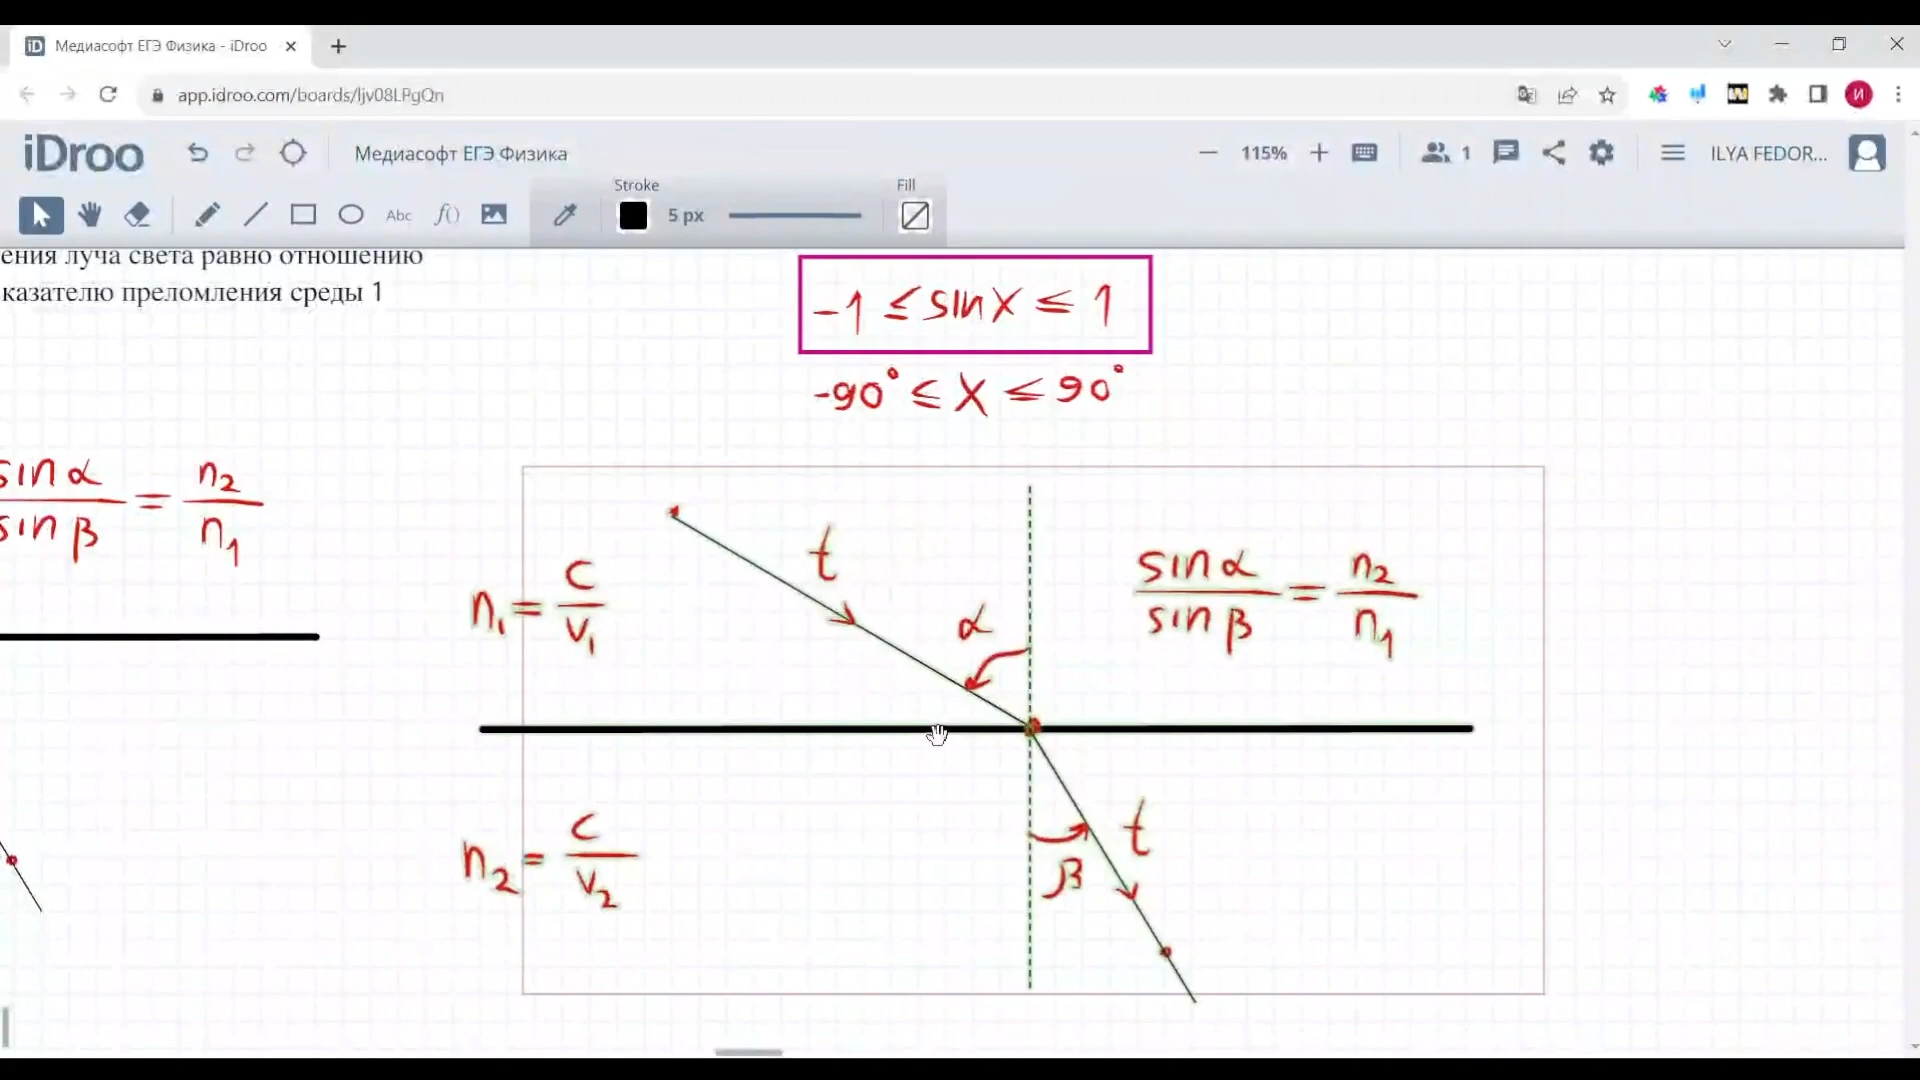 Медиасофт ЕГЭ Физика - iDroo
app.idroo.com/boards/ljv08LPgQn
iDroo
Медиасофт ЕГЭ Физика
115%
1
ILYA FEDOR...
Abc
f()
Stroke
5 px
Fill
ения луча света равно отношению
казателю преломления среды 1
-1 ≤ sin x ≤ 1
-90° ≤ x ≤ 90°
sin α / sin β = n₂ / n₁
t
n₁ = c / v₁
α
sin α / sin β = n₂ / n₁
n₂ = c / v₂
t
β